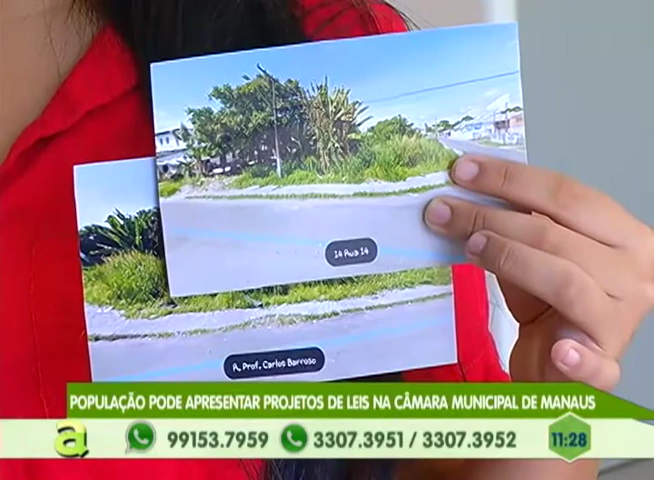 14 Rua 14
R. Prof. Carlos Barroso
POPULAÇÃO PODE APRESENTAR PROJETOS DE LEIS NA CÂMARA MUNICIPAL DE MANAUS
a 99153.7959 3307.3951 / 3307.3952 11:28